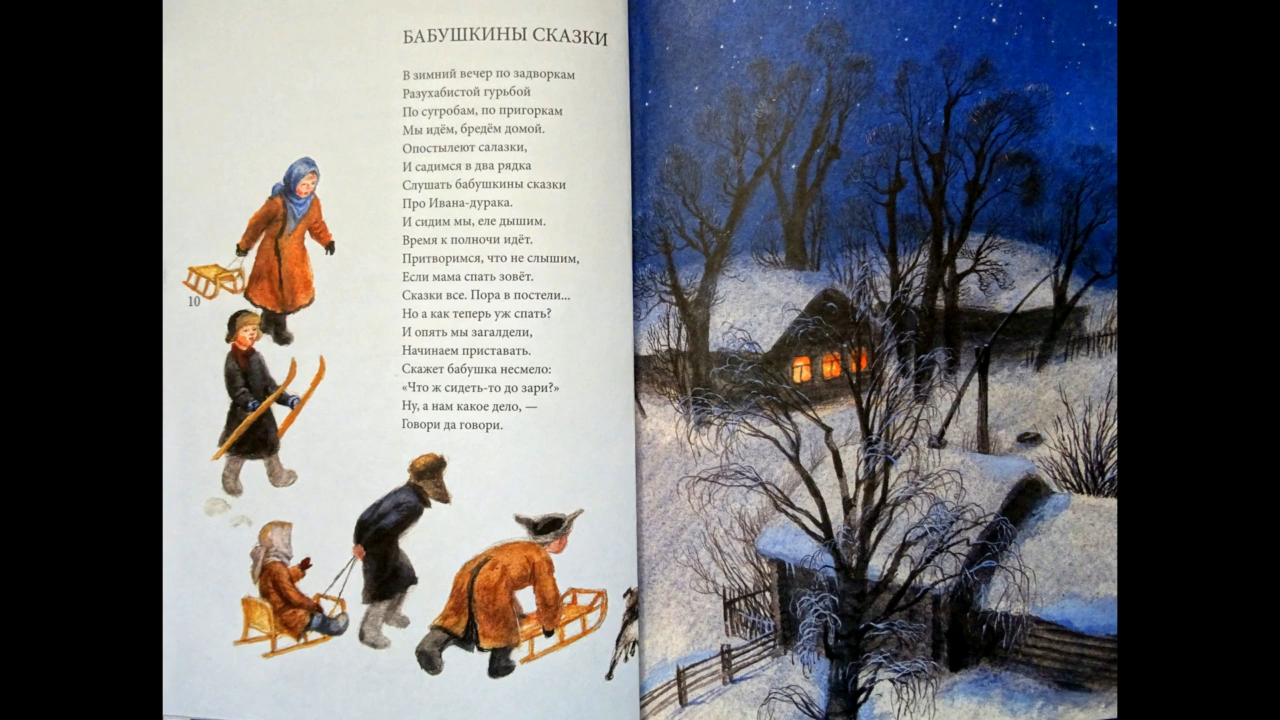 БАБУШКИНЫ СКАЗКИ
В зимний вечер по задворкам
Разухабистой гурьбой
По сугробам, по пригоркам
Мы идём, бредём домой.
Опостылеют салазки,
И садимся в два рядка
Слушать бабушкины сказки
Про Ивана-дурака.
И сидим мы, еле дышим.
Время к полночи идёт.
Притворимся, что не слышим,
Если мама спать зовёт.
Сказки все. Пора в постели...
Но а как теперь уж спать?
И опять мы загалдели,
Начинаем приставать.
Скажет бабушка несмело:
«Что ж сидеть-то до зари?»
Ну, а нам какое дело, —
Говори да говори.
10